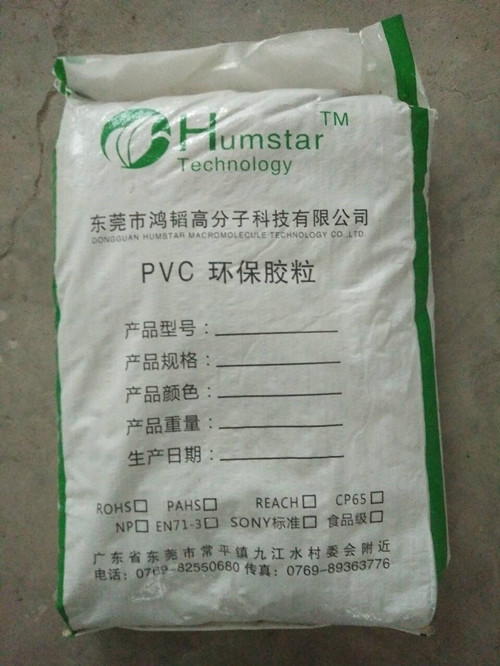 Humstar™
Technology
东莞市鸿韬高分子科技有限公司
DONGGUAN HUMSTAR MACROMOLECULE TECHNOLOGY CO.,LTD.
PVC 环保胶粒
产品型号：
产品规格：
产品颜色：
产品重量：
生产日期：
ROHS□ PAHS□ REACH□ CP65□
NP□ EN71-3□ SONY标准□ 食品级□
广东省东莞市常平镇九江水村委会附近
电话：0769-82550680 传真：0769-89363776